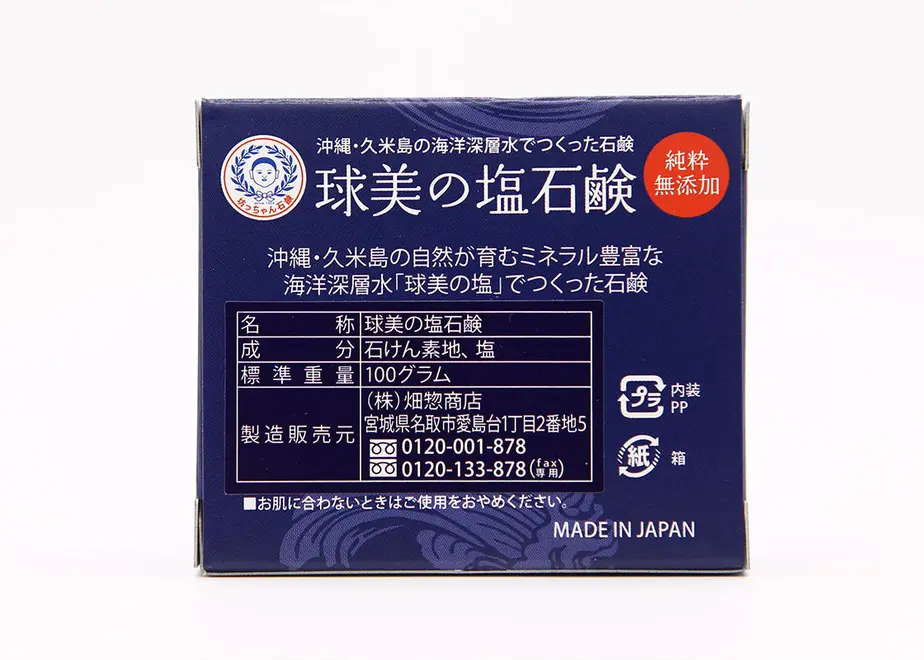 沖縄・久米島の海洋深層水でつくった石鹸
球美の塩石鹸
坊っちゃん石鹸
純粋
無添加
沖縄・久米島の自然が育むミネラル豊富な
海洋深層水「球美の塩」でつくった石鹸
名称 球美の塩石鹸
成分 石けん素地、塩
標準重量 100グラム
製造販売元 (株)畑惣商店
宮城県名取市愛島台1丁目2番地5
0120-001-878
0120-133-878(fax専用)
プラ 内装
PP
紙 箱
■お肌に合わないときはご使用をおやめください。
MADE IN JAPAN